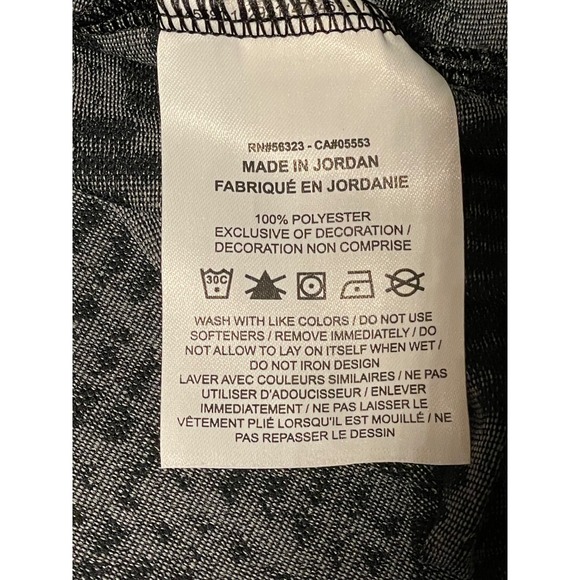 RN#56323 - CA#05553
MADE IN JORDAN
FABRIQUÉ EN JORDANIE
100% POLYESTER
EXCLUSIVE OF DECORATION /
DECORATION NON COMPRISE
30C
WASH WITH LIKE COLORS / DO NOT USE
SOFTENERS / REMOVE IMMEDIATELY / DO
NOT ALLOW TO LAY ON ITSELF WHEN WET /
DO NOT IRON DESIGN
LAVER AVEC COULEURS SIMILAIRES / NE PAS
UTILISER D'ADOUCISSEUR / ENLEVER
IMMEDIATEMENT / NE PAS LAISSER LE
VÊTEMENT PLIÉ LORSQU'IL EST MOUILLÉ / NE
PAS REPASSER LE DESSIN